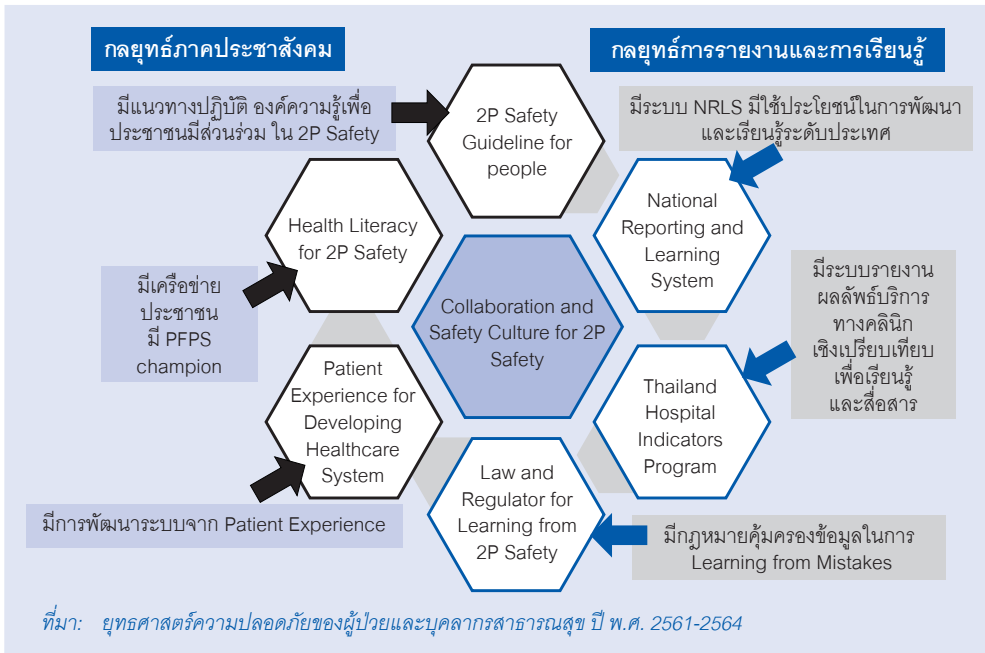 กลยุทธ์ภาคประชาสังคม
กลยุทธ์การรายงานและการเรียนรู้
มีแนวทางปฏิบัติ องค์ความรู้เพื่อ
ประชาชนมีส่วนร่วม ใน 2P Safety
2P Safety
Guideline for
people
มีระบบ NRLS มีใช้ประโยชน์ในการพัฒนา
และเรียนรู้ระดับประเทศ
Health Literacy
for 2P Safety
National
Reporting and
Learning
System
มีเครือข่าย
ประชาชน
มี PFPS
champion
Collaboration and
Safety Culture for 2P
Safety
มีระบบรายงาน
ผลลัพธ์บริการ
ทางคลินิก
เชิงเปรียบเทียบ
เพื่อเรียนรู้
และสื่อสาร
Patient
Experience for
Developing
Healthcare
System
Thailand
Hospital
Indicators
Program
Law and
Regulator for
Learning from
2P Safety
มีการพัฒนาระบบจาก Patient Experience
มีกฎหมายคุ้มครองข้อมูลในการ
Learning from Mistakes
ที่มา: ยุทธศาสตร์ความปลอดภัยของผู้ป่วยและบุคลากรสาธารณสุข ปี พ.ศ. 2561-2564